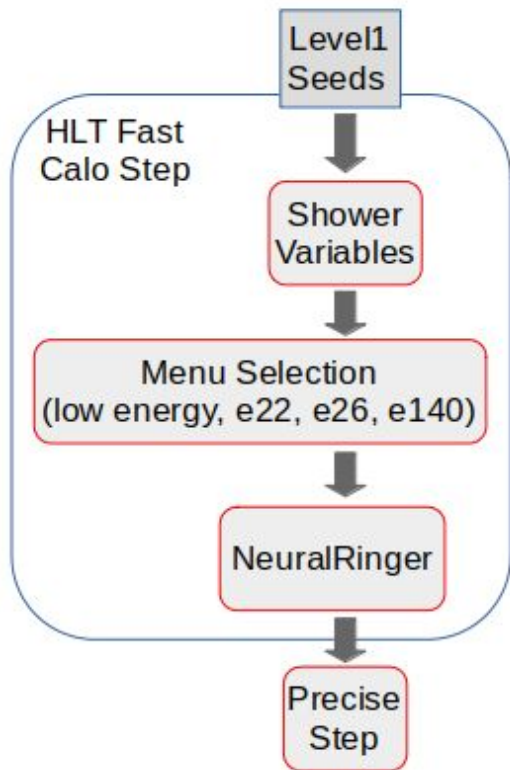 Level1
Seeds
HLT Fast
Calo Step
Shower
Variables
Menu Selection
(low energy, e22, e26, e140)
NeuralRinger
Precise
Step